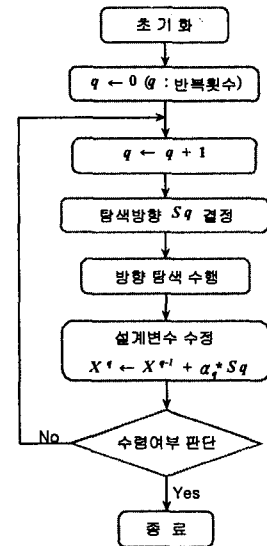 초 기 화
q ← 0 (q : 반복횟수)
q ← q + 1
탐색방향 Sq 결정
방향 탐색 수행
설계변수 수정
X^q ← X^{q-1} + α_q^* Sq
수렴여부 판단
No
Yes
종 료